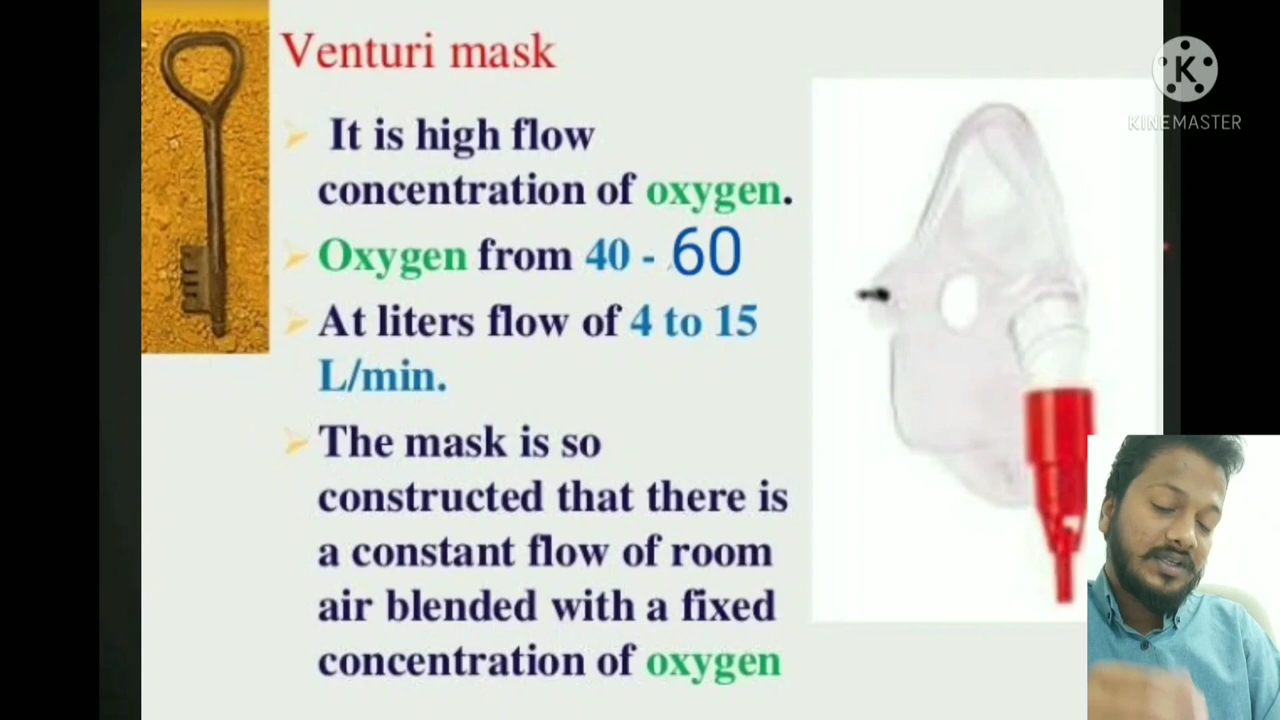 Venturi mask
It is high flow
concentration of oxygen.
Oxygen from 40 - 60
At liters flow of 4 to 15
L/min.
The mask is so
constructed that there is
a constant flow of room
air blended with a fixed
concentration of oxygen
K
KINEMASTER